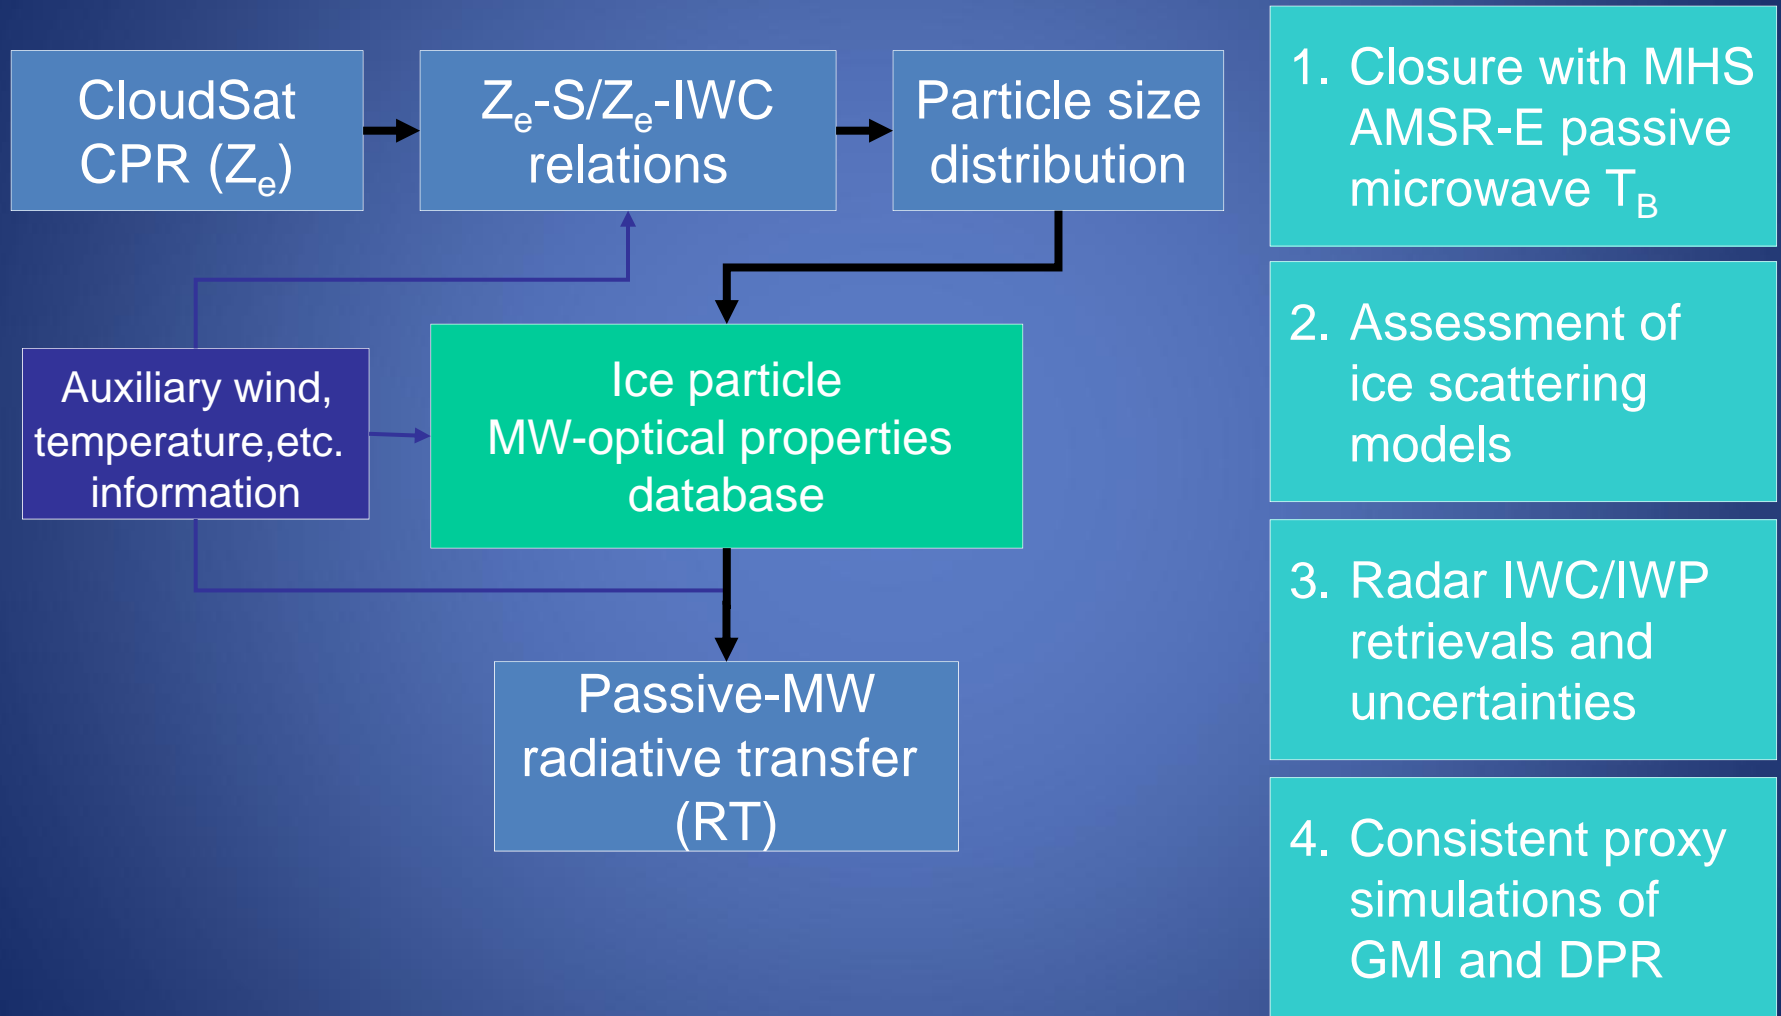 CloudSat
CPR (Ze)
Ze-S/Ze-IWC
relations
Particle size
distribution
Auxiliary wind,
temperature,etc.
information
Ice particle
MW-optical properties
database
Passive-MW
radiative transfer
(RT)
1. Closure with MHS
AMSR-E passive
microwave TB
2. Assessment of
ice scattering
models
3. Radar IWC/IWP
retrievals and
uncertainties
4. Consistent proxy
simulations of
GMI and DPR